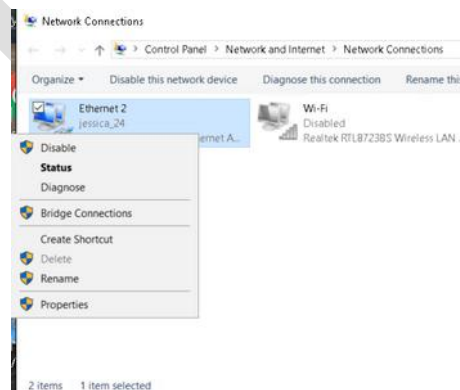 Network Connections
Control Panel > Network and Internet > Network Connections
Organize Disable this network device Diagnose this connection Rename this
Ethernet 2
jessica_24
ernet A...
Wi-Fi
Disabled
Realtek RTL8723BS Wireless LAN
Disable
Status
Diagnose
Bridge Connections
Create Shortcut
Delete
Rename
Properties
2 items 1 item selected